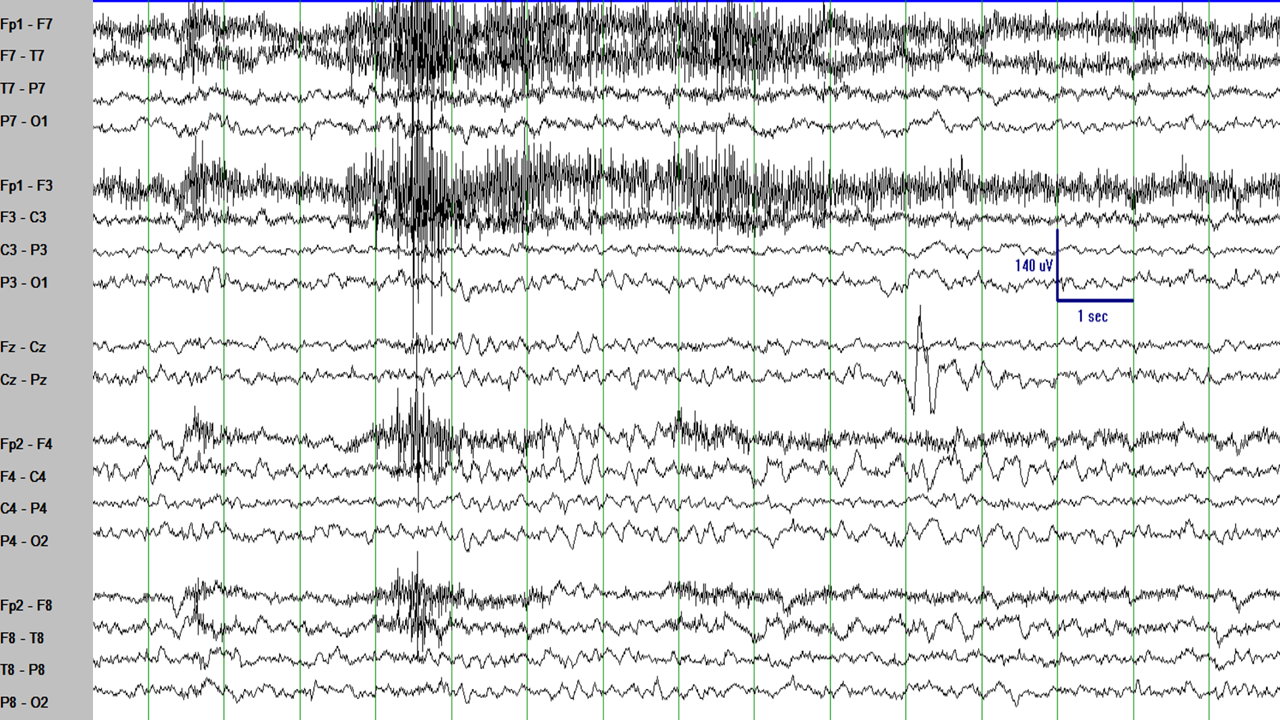 Fp1 - F7
F7 - T7
T7 - P7
P7 - O1
Fp1 - F3
F3 - C3
C3 - P3
P3 - O1
140 uV
1 sec
Fz - Cz
Cz - Pz
Fp2 - F4
F4 - C4
C4 - P4
P4 - O2
Fp2 - F8
F8 - T8
T8 - P8
P8 - O2